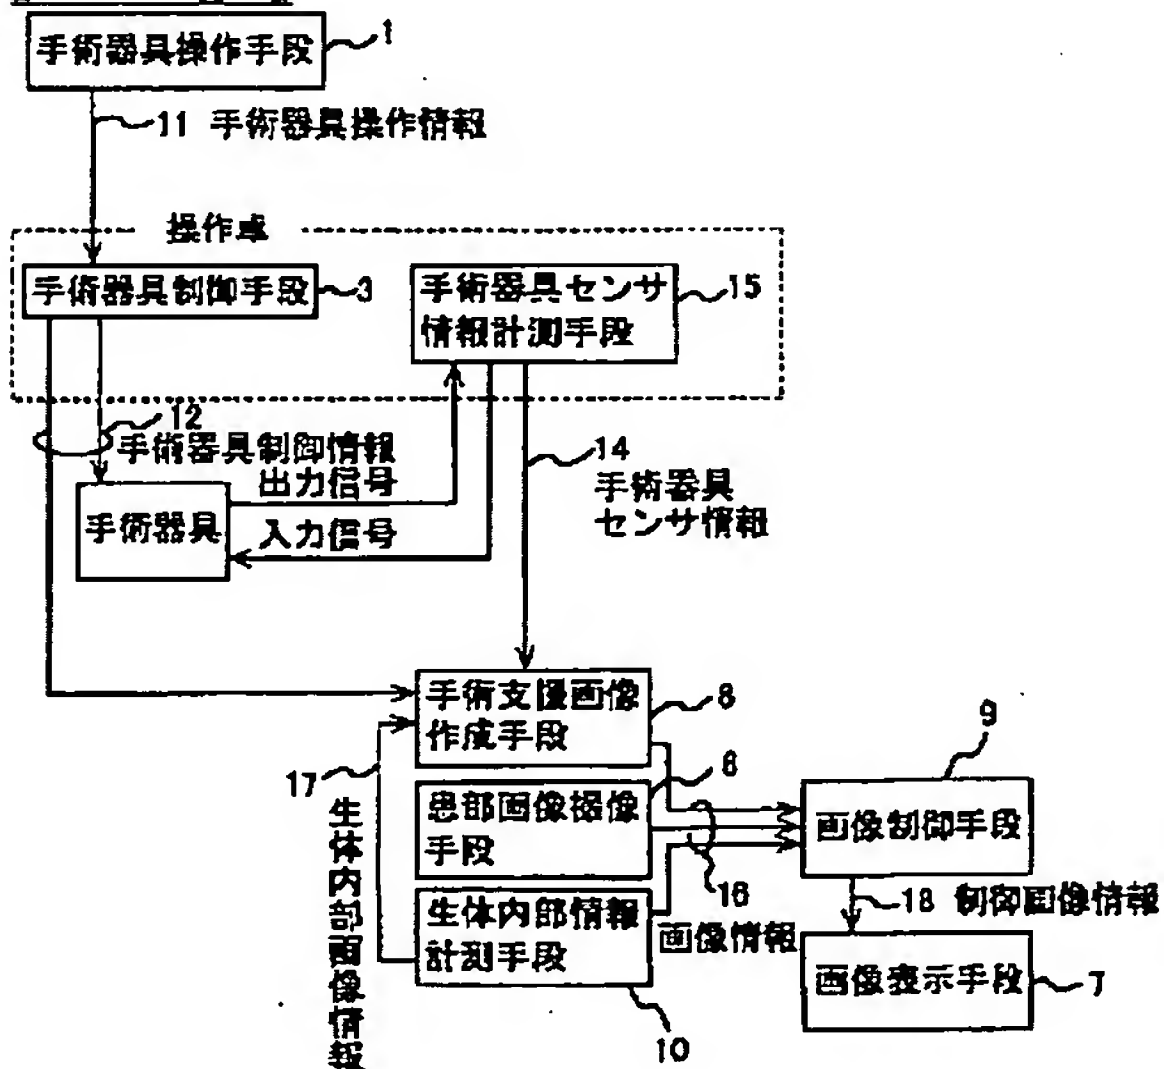 手術器具操作手段
1
11 手術器具操作情報
操作卓
手術器具制御手段
3
手術器具センサ
情報計測手段
15
12
手術器具制御情報
14
手術器具
センサ情報
出力信号
手術器具
入力信号
手術支援画像
作成手段
8
9
17
生体内部画像情報
患部画像撮像
手段
6
画像制御手段
16
画像情報
18 制御画像情報
生体内部情報
計測手段
10
画像表示手段
7